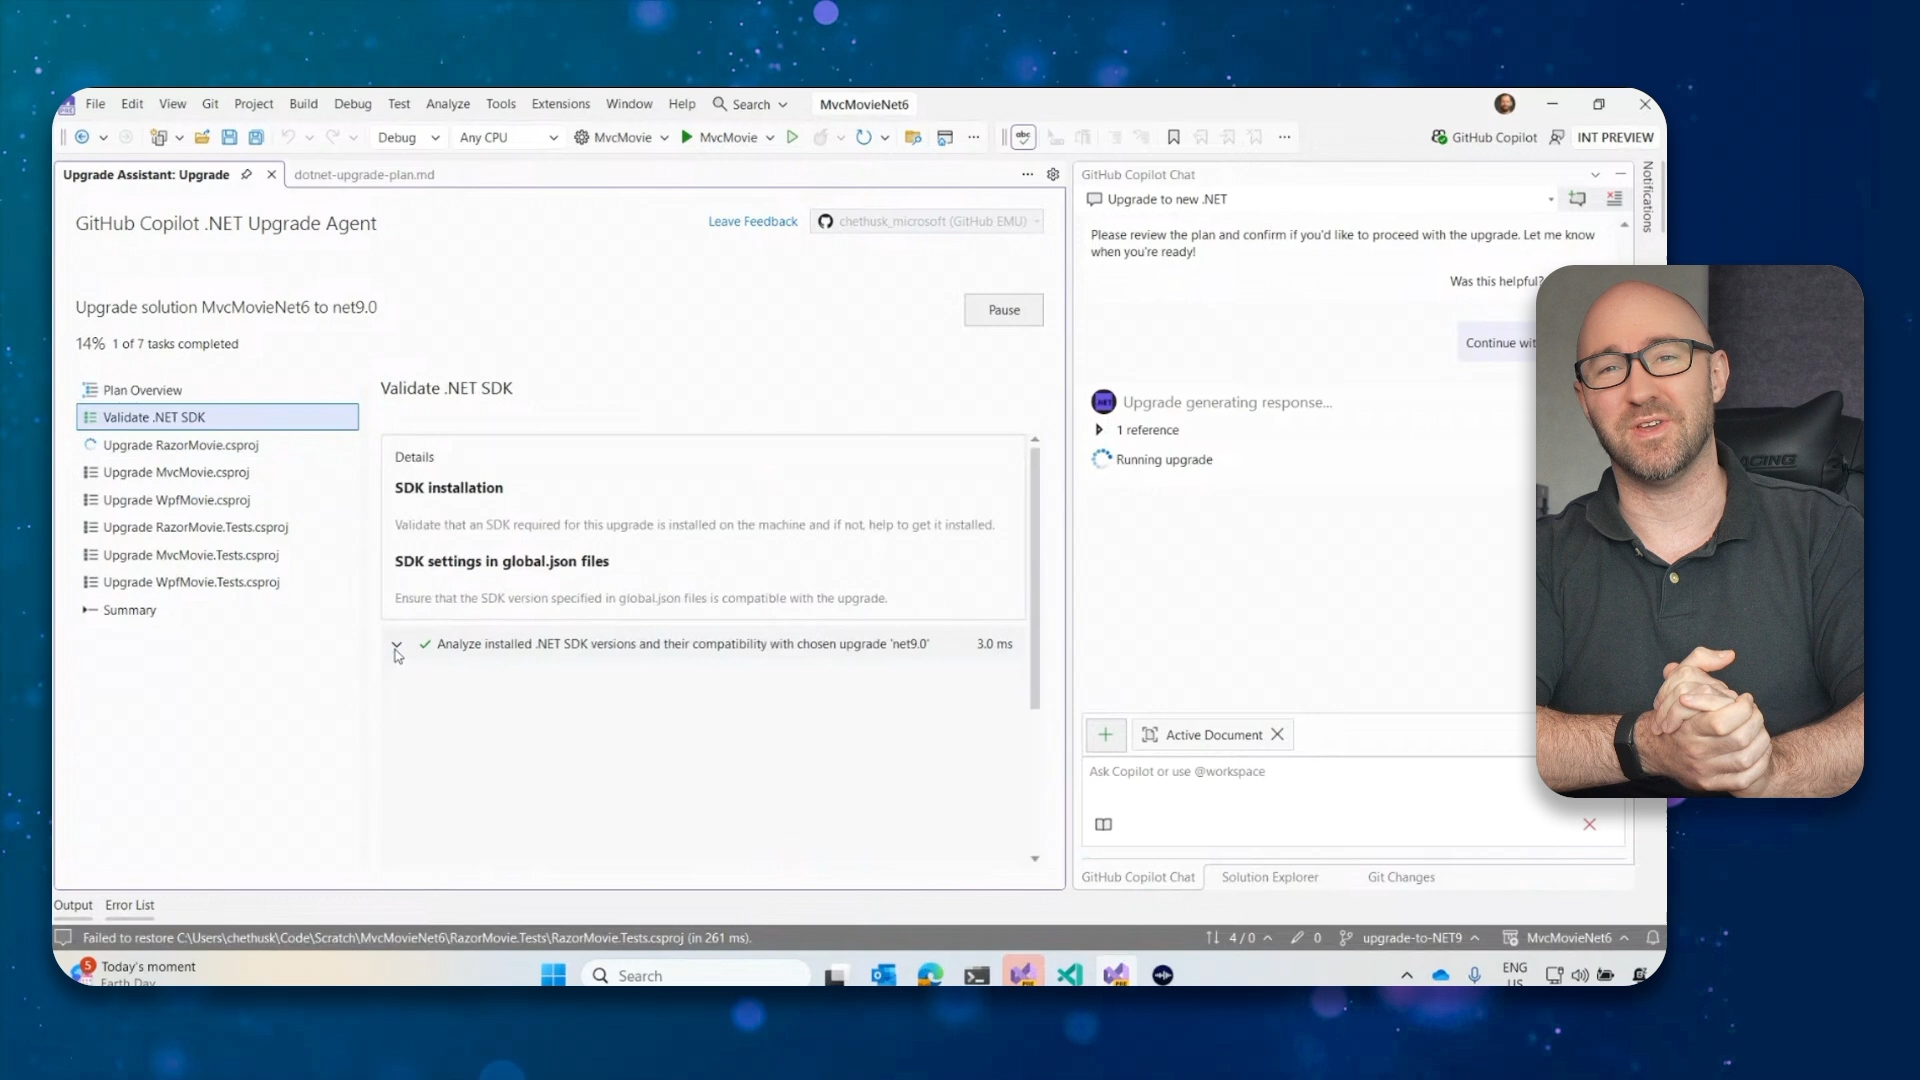 File Edit View Git Project Build Debug Test Analyze Tools Extensions Window Help Search MvcMovieNet6
Debug Any CPU MvcMovie MvcMovie abc GitHub Copilot INT PREVIEW
Upgrade Assistant: Upgrade dotnet-upgrade-plan.md
GitHub Copilot .NET Upgrade Agent
Leave Feedback chethusk_microsoft (GitHub EMU)
Upgrade solution MvcMovieNet6 to net9.0
Pause
14% 1 of 7 tasks completed
Plan Overview
Validate .NET SDK
Upgrade RazorMovie.csproj
Upgrade MvcMovie.csproj
Upgrade WpfMovie.csproj
Upgrade RazorMovie.Tests.csproj
Upgrade MvcMovie.Tests.csproj
Upgrade WpfMovie.Tests.csproj
Summary
Validate .NET SDK
Details
SDK installation
Validate that an SDK required for this upgrade is installed on the machine and if not, help to get it installed.
SDK settings in global.json files
Ensure that the SDK version specified in global.json files is compatible with the upgrade.
Analyze installed .NET SDK versions and their compatibility with chosen upgrade 'net9.0' 3.0 ms
GitHub Copilot Chat
Upgrade to new .NET
Please review the plan and confirm if you'd like to proceed with the upgrade. Let me know
when you're ready!
Was this helpful?
Continue wit
.NET Upgrade generating response...
1 reference
Running upgrade
Active Document
Ask Copilot or use @workspace
GitHub Copilot Chat Solution Explorer Git Changes
Notifications
Output Error List
Failed to restore C:\Users\chethusk\Code\Scratch\MvcMovieNet6\RazorMovie.Tests\RazorMovie.Tests.csproj (in 261 ms).
4 / 0 0 upgrade-to-NET9 MvcMovieNet6
5 Today's moment
Earth Day
Search
ENG
US
ACING